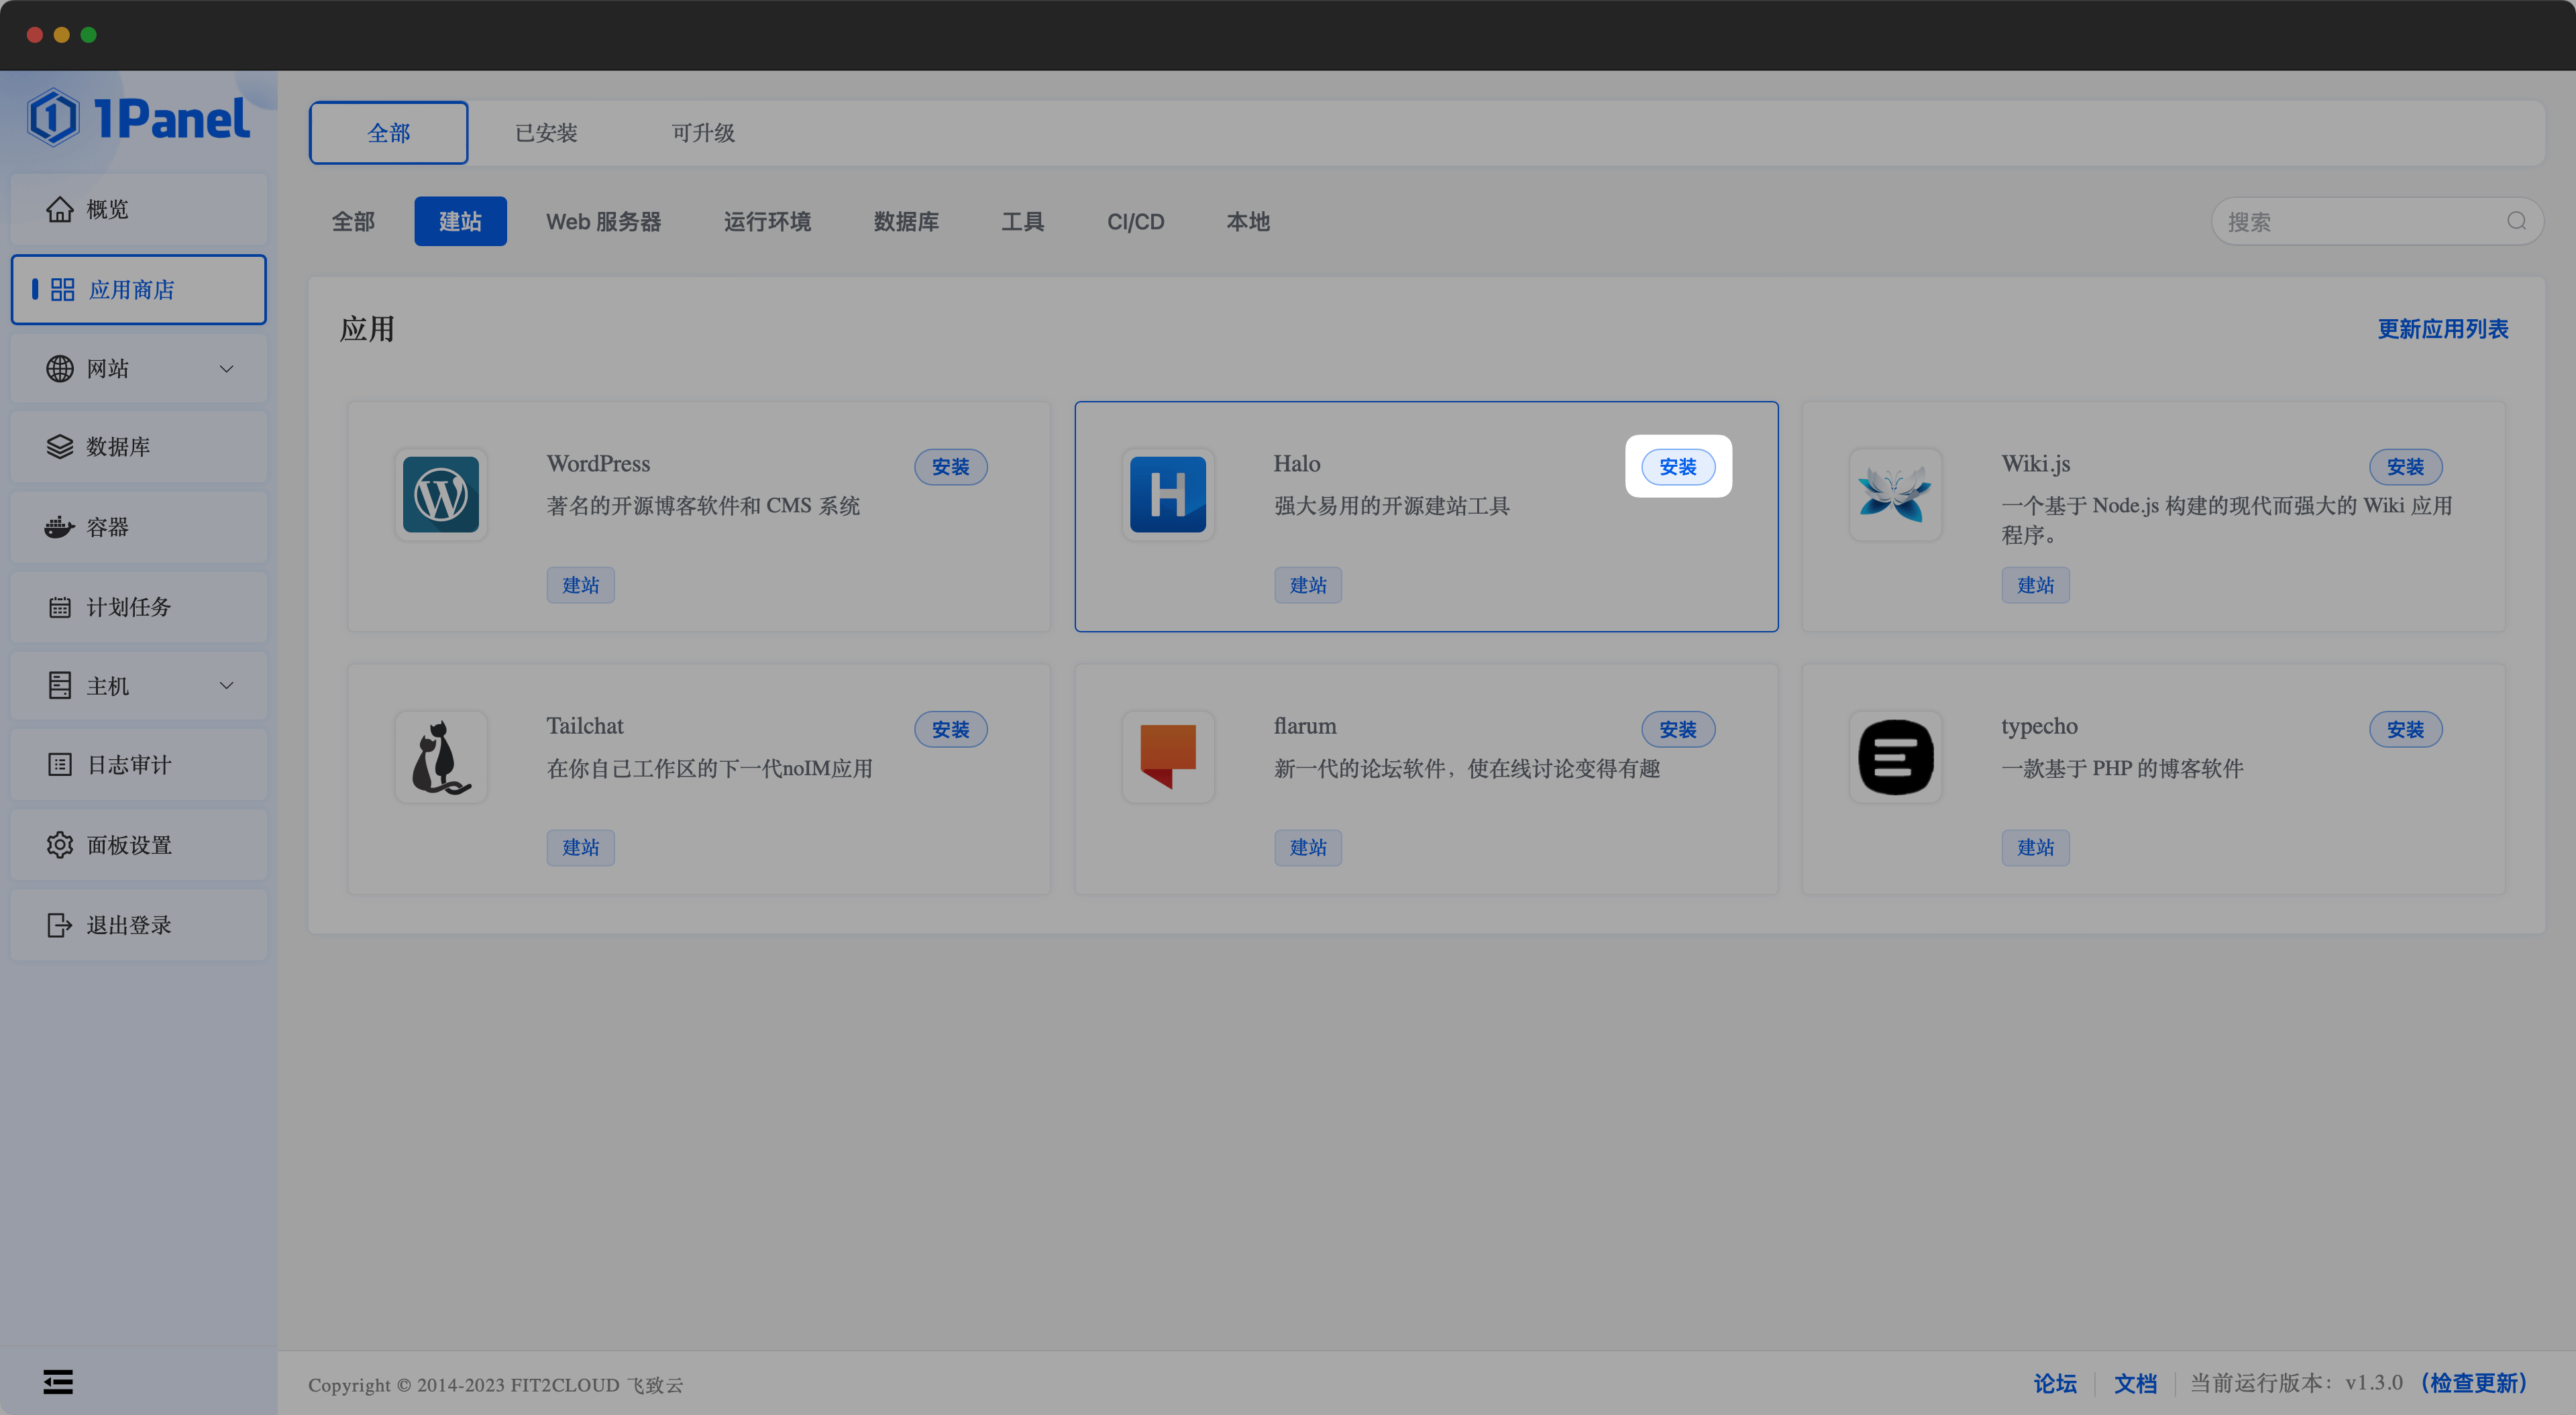 1Panel
概览
应用商店
网站
数据库
容器
计划任务
主机
日志审计
面板设置
退出登录
全部 已安装 可升级
全部 建站 Web 服务器 运行环境 数据库 工具 CI/CD 本地 搜索
应用 更新应用列表
WordPress 安装
著名的开源博客软件和 CMS 系统
建站
Halo 安装
强大易用的开源建站工具
建站
Wiki.js 安装
一个基于 Node.js 构建的现代而强大的 Wiki 应用
程序。
建站
Tailchat 安装
在你自己工作区的下一代noIM应用
建站
flarum 安装
新一代的论坛软件，使在线讨论变得有趣
建站
typecho 安装
一款基于 PHP 的博客软件
建站
Copyright © 2014-2023 FIT2CLOUD 飞致云
论坛 文档 当前运行版本：v1.3.0 （检查更新）